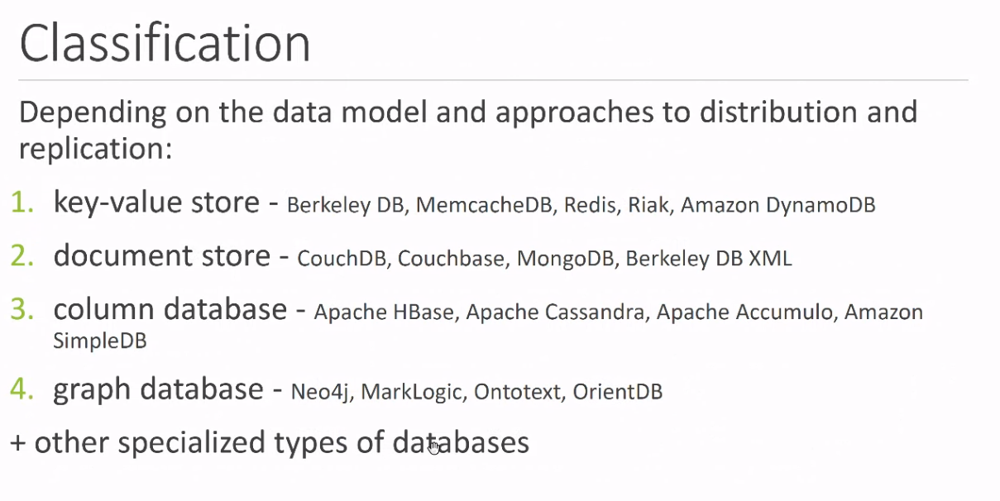 Classification
Depending on the data model and approaches to distribution and
replication:
1. key-value store - Berkeley DB, MemcacheDB, Redis, Riak, Amazon DynamoDB
2. document store - CouchDB, Couchbase, MongoDB, Berkeley DB XML
3. column database - Apache HBase, Apache Cassandra, Apache Accumulo, Amazon
SimpleDB
4. graph database - Neo4j, MarkLogic, Ontotext, OrientDB
+ other specialized types of databases